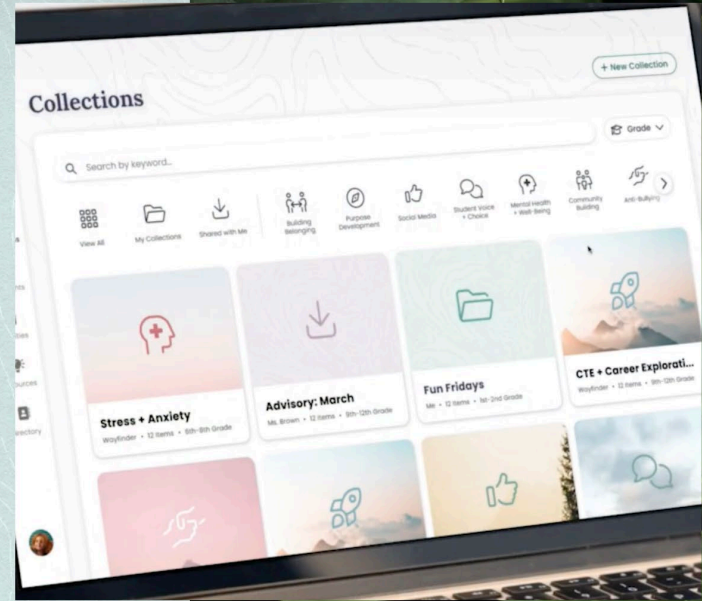 + New Collection
Collections
Search by keyword...
Grade
View All
My Collections
Shared with Me
Building
Belonging
Purpose
Development
Social Media
Student Voice
+ Choice
Mental Health
+ Well-Being
Community
Building
Anti-Bullying
Stress + Anxiety
Wayfinder • 12 Items • 6th-8th Grade
Advisory: March
Ms. Brown • 12 Items • 9th-12th Grade
Fun Fridays
Me • 12 Items • 1st-2nd Grade
CTE + Career Explorati...
Wayfinder • 12 Items • 9th-12th Grade